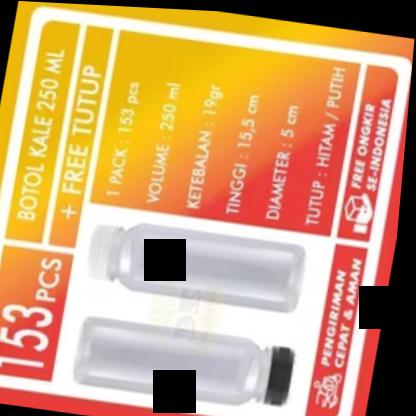 BOTOL KALE 250 ML
+ FREE TUTUP
153 PCS
1 PACK : 153 pcs
VOLUME : 250 ml
KETEBALAN : 19gr
TINGGI : 15,5 cm
DIAMETER : 5 cm
TUTUP : HITAM / PUTIH
FREE ONGKIR
SE-INDONESIA
PENGIRIMAN
CEPAT & AMAN